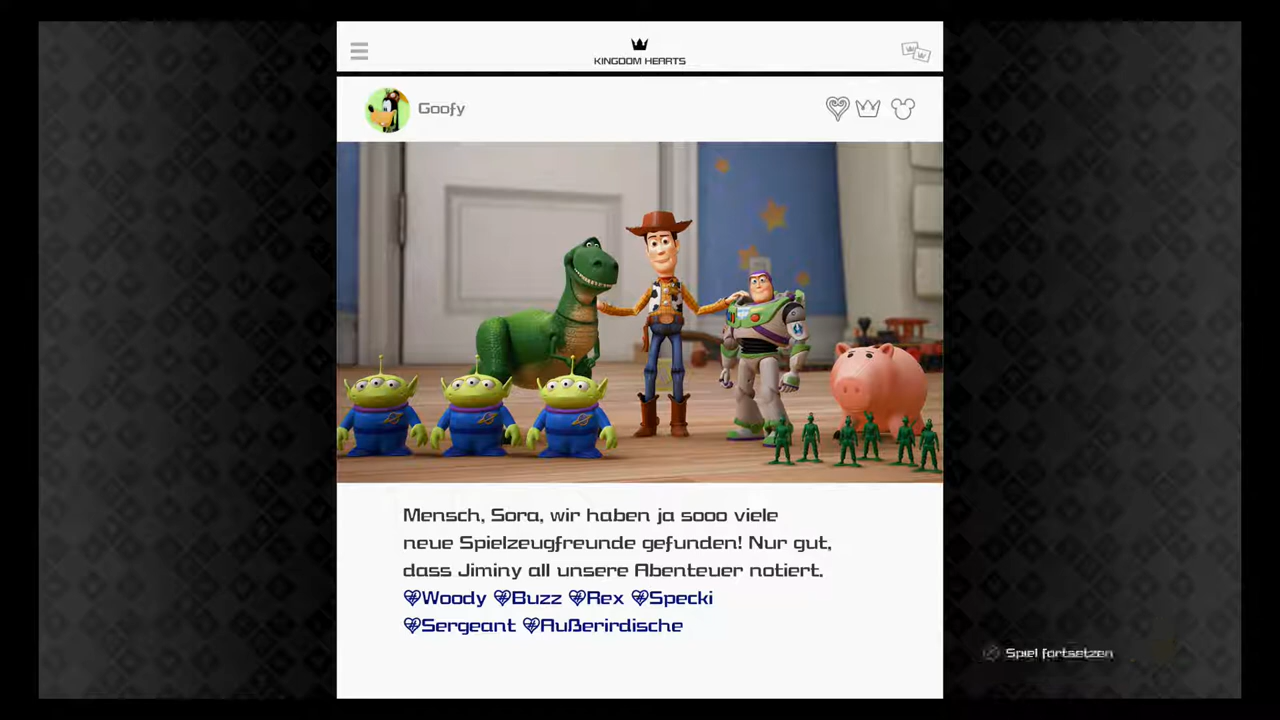 KINGDOM HEARTS
Goofy
Mensch, Sora, wir haben ja sooo viele
neue Spielzeugfreunde gefunden! Nur gut,
dass Jiminy all unsere Abenteuer notiert.
Woody Buzz Rex Specki
Sergeant Außerirdische
Spiel fortsetzen